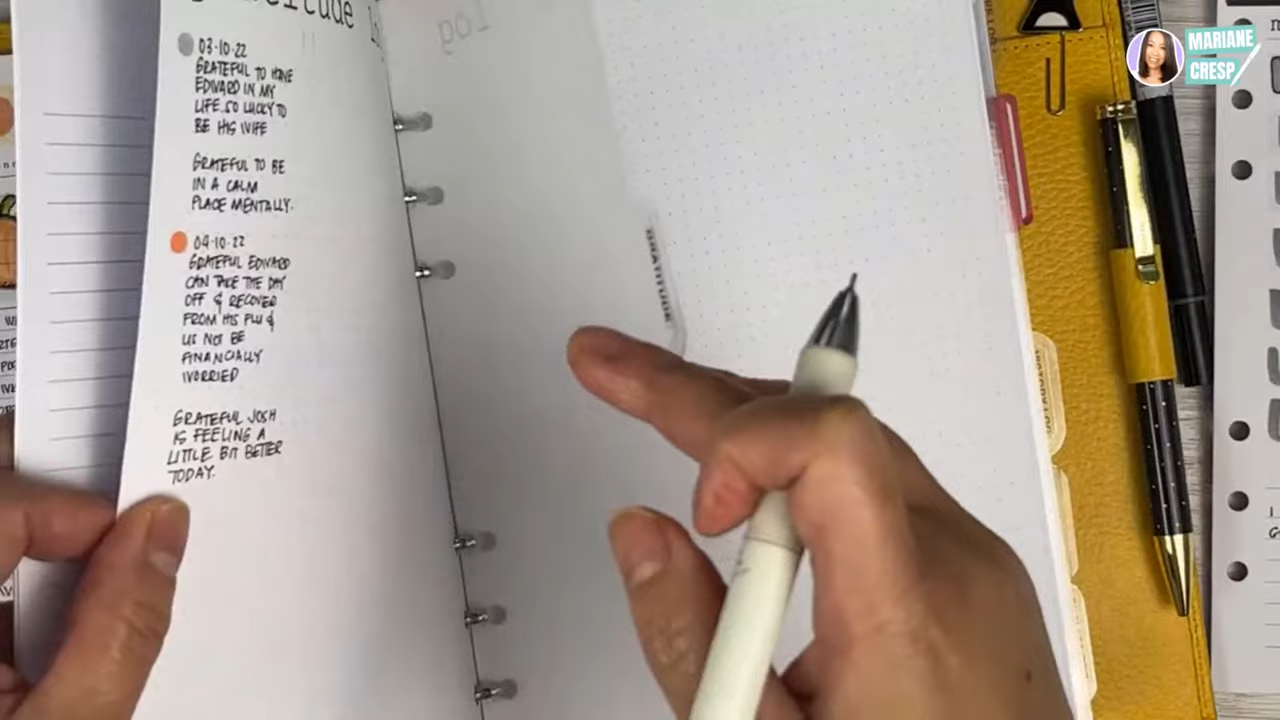 03·10·22
GRATEFUL TO HAVE
EDWARD IN MY
LIFE. SO LUCKY TO
BE HIS WIFE
GRATEFUL TO BE
IN A CALM
PLACE MENTALLY.
04·10·22
GRATEFUL EDWARD
CAN TAKE THE DAY
OFF & RECOVER
FROM HIS FLU &
US NOT BE
FINANCIALLY
WORRIED
GRATEFUL JOSH
IS FEELING A
LITTLE BIT BETTER
TODAY.
GRATITUDE
MARIANE
CRESP